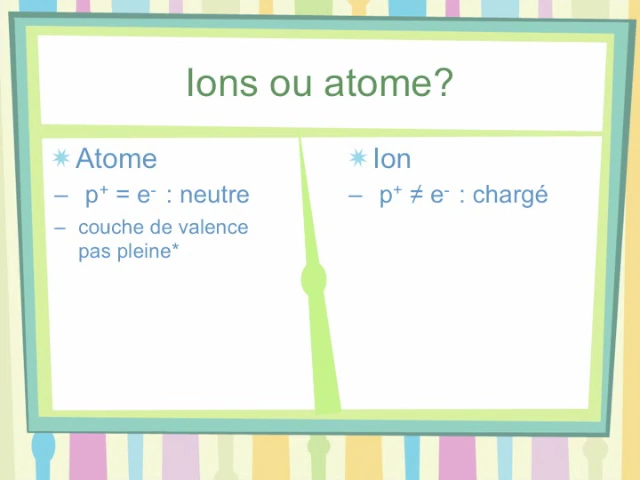 Ions ou atome?
Atome
– p⁺ = e⁻ : neutre
– couche de valence
pas pleine*
Ion
– p⁺ ≠ e⁻ : chargé